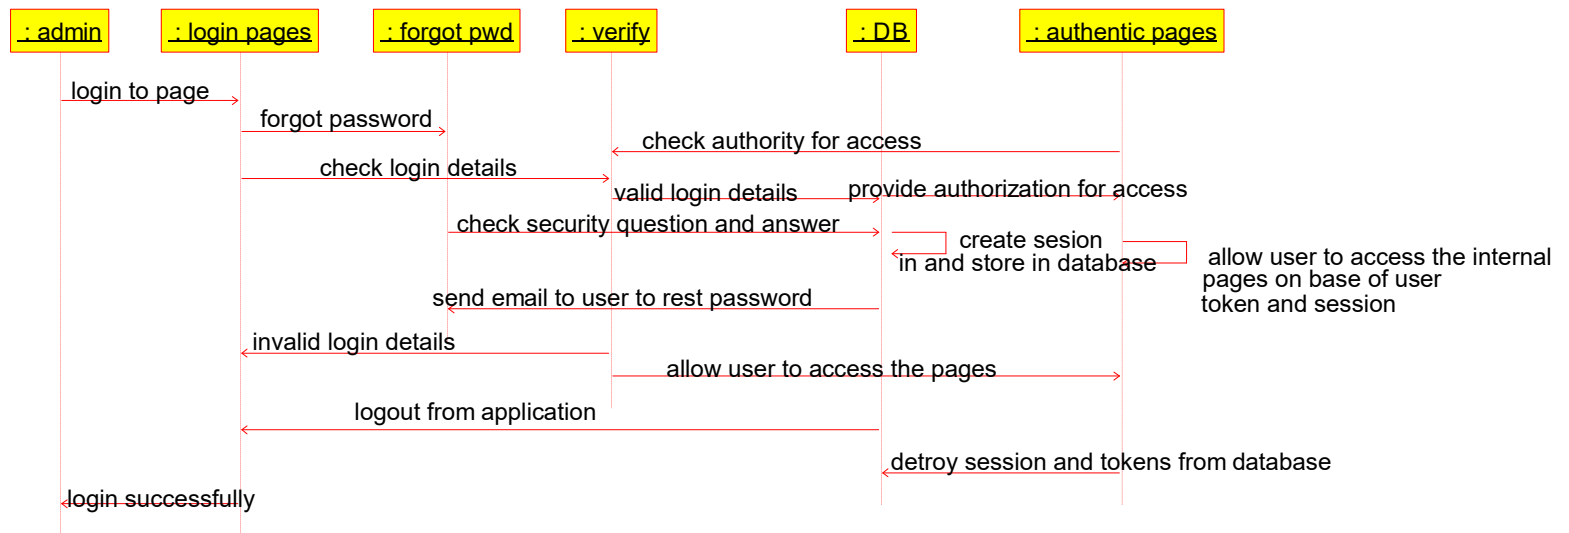 : admin
: login pages
: forgot pwd
: verify
: DB
: authentic pages
login to page
forgot password
check authority for access
check login details
valid login details
provide authorization for access
check security question and answer
create sesion
in and store in database
allow user to access the internal
pages on base of user
token and session
send email to user to rest password
invalid login details
allow user to access the pages
logout from application
detroy session and tokens from database
login successfully